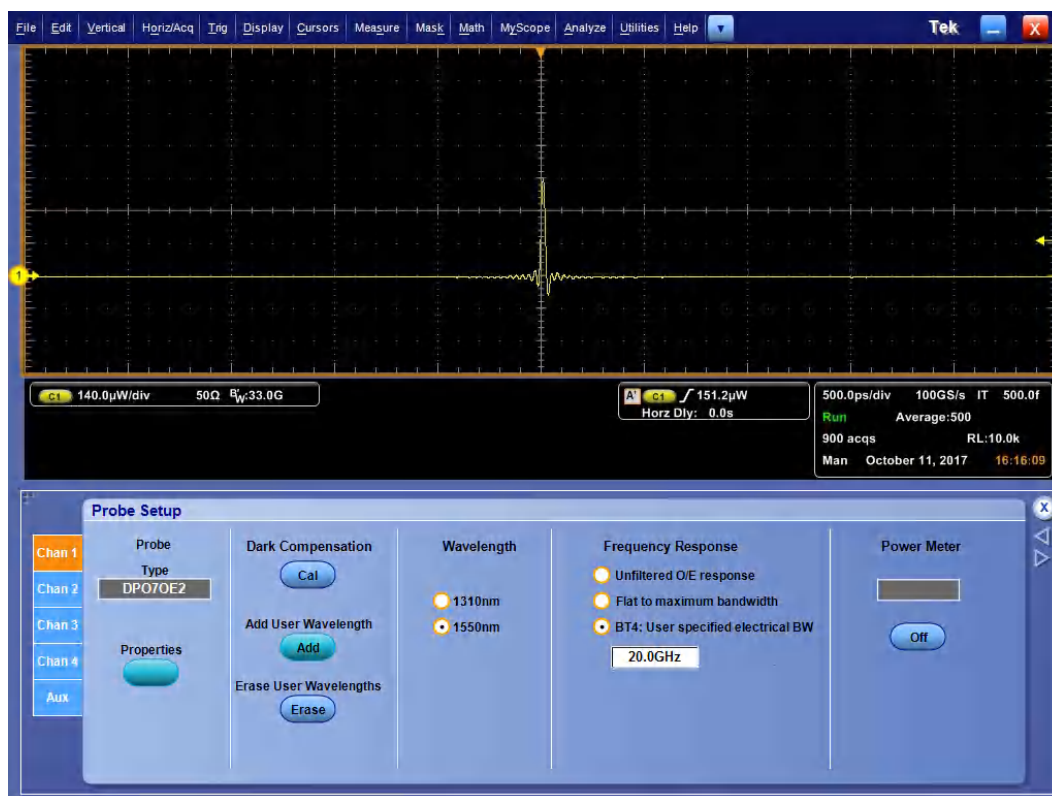 File Edit Vertical Horiz/Acq Trig Display Cursors Measure Mask Math MyScope Analyze Utilities Help Tek X
1
C1 140.0µW/div 50Ω BW:33.0G
A' C1 151.2µW
Horz Dly: 0.0s
500.0ps/div 100GS/s IT 500.0f
Run Average:500
900 acqs RL:10.0k
Man October 11, 2017 16:16:09
Probe Setup
X
Chan 1
Chan 2
Chan 3
Chan 4
Aux
Probe
Type
DPO7OE2
Properties
Dark Compensation
Cal
Add User Wavelength
Add
Erase User Wavelengths
Erase
Wavelength
1310nm
1550nm
Frequency Response
Unfiltered O/E response
Flat to maximum bandwidth
BT4: User specified electrical BW
20.0GHz
Power Meter
Off